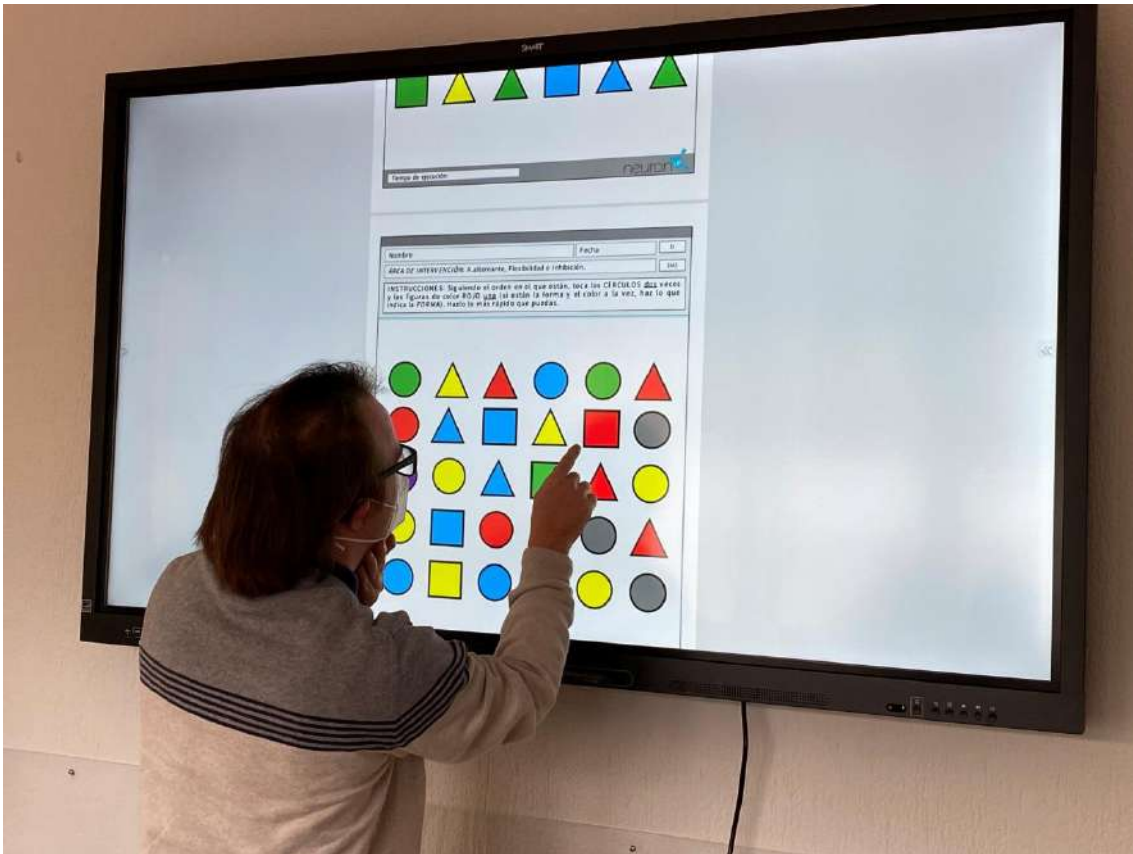 SMART
Tiempo de ejecución:
neuronUP
Nombre
Fecha
ÁREA DE INTERVENCIÓN: A.alternante, Flexibilidad e inhibición.
INSTRUCCIONES: Siguiendo el orden en el que están, toca los CÍRCULOS dos veces
y las figuras de color ROJO una (si están la forma y el color a la vez, haz lo que
indica la FORMA). Hazlo lo más rápido que puedas.